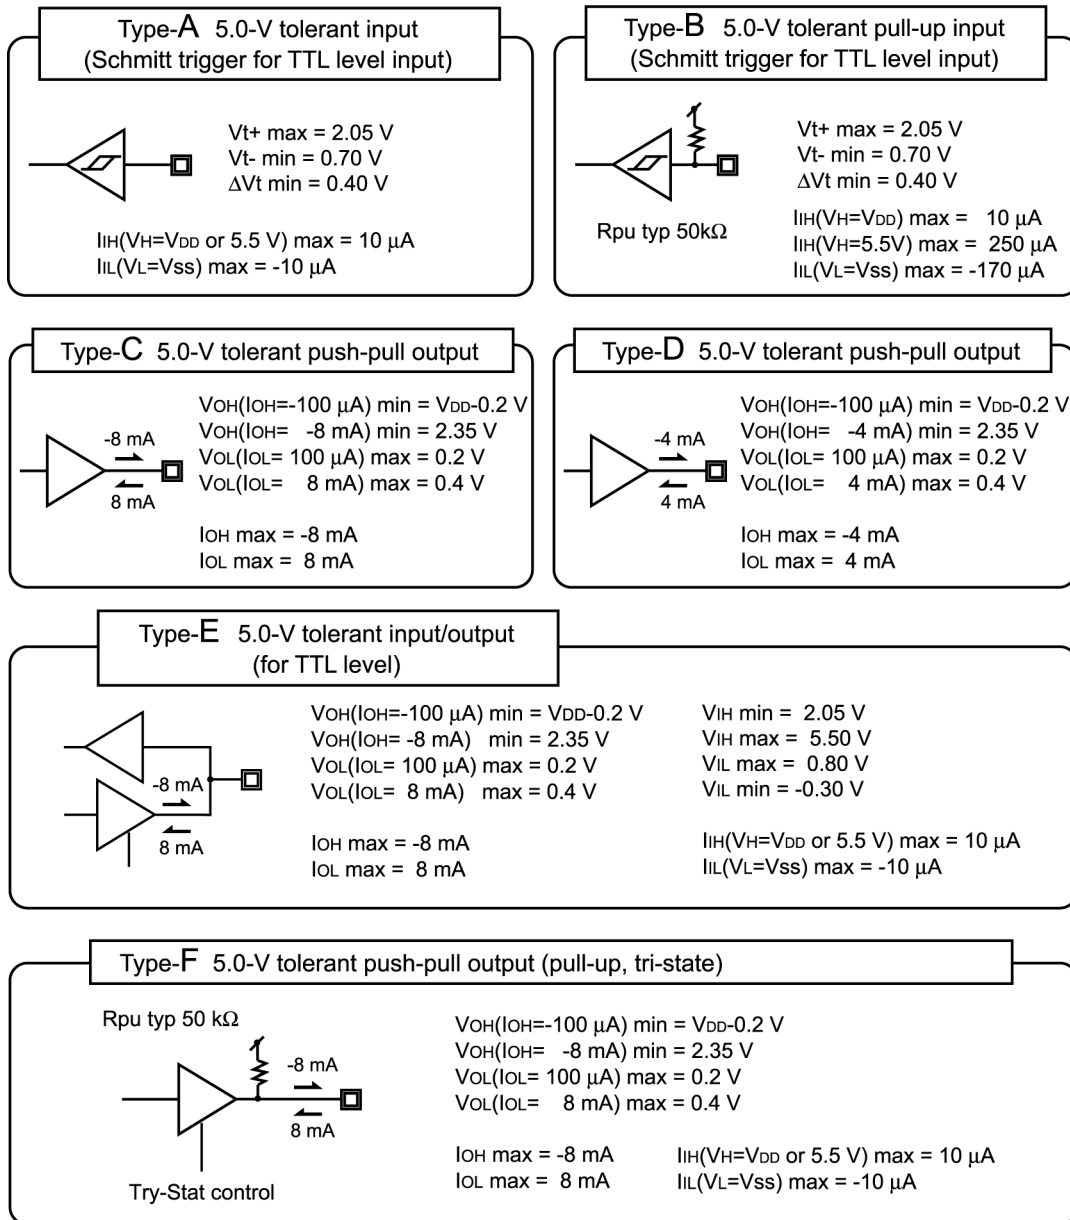 Type-A 5.0-V tolerant input
(Schmitt trigger for TTL level input)
Vt+ max = 2.05 V
Vt- min = 0.70 V
ΔVt min = 0.40 V
IIH(VH=VDD or 5.5 V) max = 10 µA
IIL(VL=VSS) max = -10 µA
Type-B 5.0-V tolerant pull-up input
(Schmitt trigger for TTL level input)
Vt+ max = 2.05 V
Vt- min = 0.70 V
ΔVt min = 0.40 V
Rpu typ 50kΩ
IIH(VH=VDD) max = 10 µA
IIH(VH=5.5V) max = 250 µA
IIL(VL=VSS) max = -170 µA
Type-C 5.0-V tolerant push-pull output
-8 mA
8 mA
VOH(IOH=-100 µA) min = VDD-0.2 V
VOH(IOH= -8 mA) min = 2.35 V
VOL(IOL= 100 µA) max = 0.2 V
VOL(IOL= 8 mA) max = 0.4 V
IOH max = -8 mA
IOL max = 8 mA
Type-D 5.0-V tolerant push-pull output
-4 mA
4 mA
VOH(IOH=-100 µA) min = VDD-0.2 V
VOH(IOH= -4 mA) min = 2.35 V
VOL(IOL= 100 µA) max = 0.2 V
VOL(IOL= 4 mA) max = 0.4 V
IOH max = -4 mA
IOL max = 4 mA
Type-E 5.0-V tolerant input/output
(for TTL level)
-8 mA
8 mA
VOH(IOH=-100 µA) min = VDD-0.2 V
VOH(IOH= -8 mA) min = 2.35 V
VOL(IOL= 100 µA) max = 0.2 V
VOL(IOL= 8 mA) max = 0.4 V
IOH max = -8 mA
IOL max = 8 mA
VIH min = 2.05 V
VIH max = 5.50 V
VIL max = 0.80 V
VIL min = -0.30 V
IIH(VH=VDD or 5.5 V) max = 10 µA
IIL(VL=VSS) max = -10 µA
Type-F 5.0-V tolerant push-pull output (pull-up, tri-state)
Rpu typ 50 kΩ
-8 mA
8 mA
Try-Stat control
VOH(IOH=-100 µA) min = VDD-0.2 V
VOH(IOH= -8 mA) min = 2.35 V
VOL(IOL= 100 µA) max = 0.2 V
VOL(IOL= 8 mA) max = 0.4 V
IOH max = -8 mA
IOL max = 8 mA
IIH(VH=VDD or 5.5 V) max = 10 µA
IIL(VL=VSS) max = -10 µA